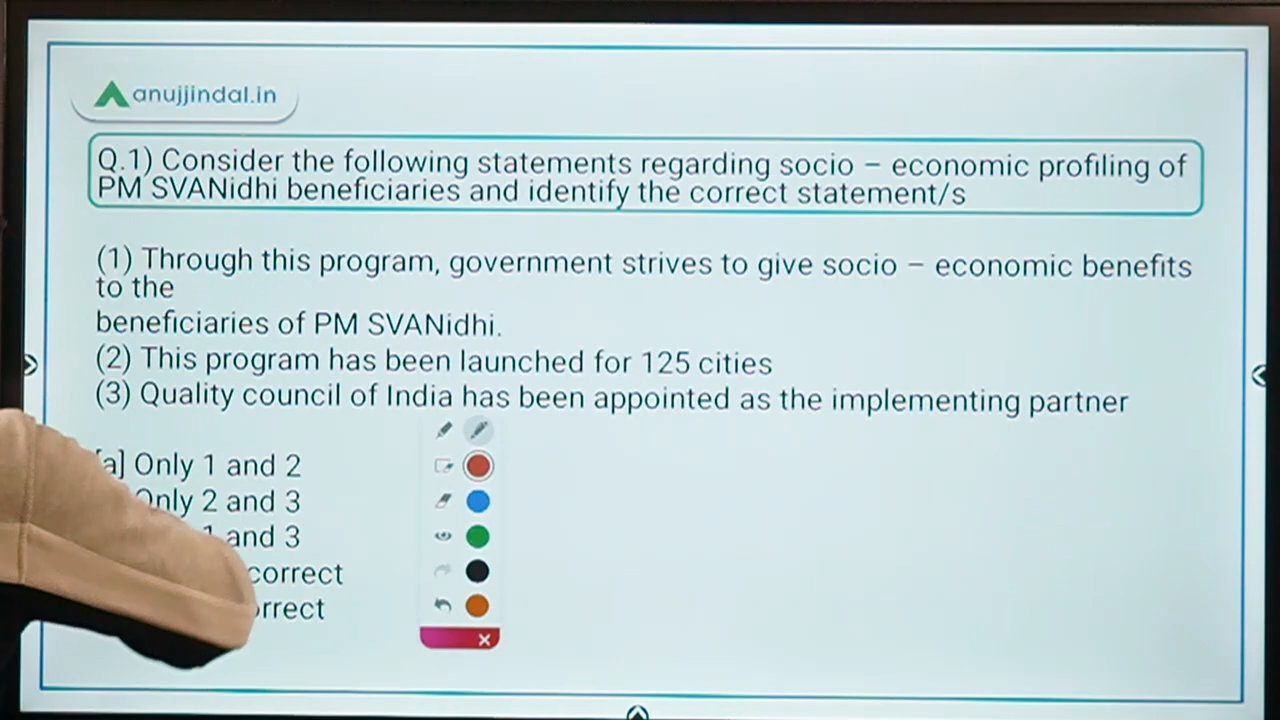 anujjindal.in
Q.1) Consider the following statements regarding socio – economic profiling of
PM SVANidhi beneficiaries and identify the correct statement/s
(1) Through this program, government strives to give socio – economic benefits
to the
beneficiaries of PM SVANidhi.
(2) This program has been launched for 125 cities
(3) Quality council of India has been appointed as the implementing partner
[a] Only 1 and 2
Only 2 and 3
1 and 3
correct